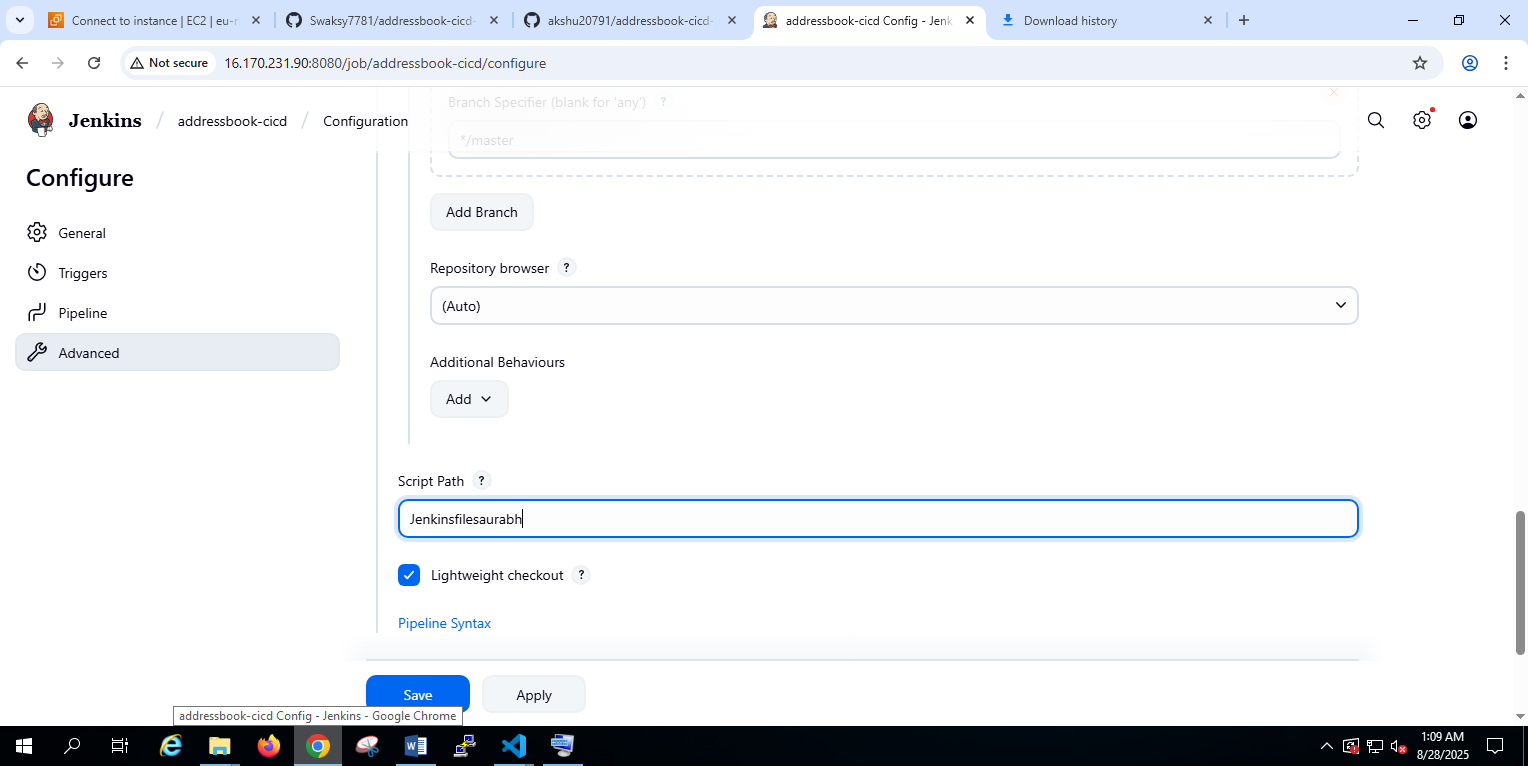 Connect to instance | EC2 | eu-n
Swaksy7781/addressbook-cicd-
akshu20791/addressbook-cicd-
addressbook-cicd Config - Jenk
Download history
Not secure
16.170.231.90:8080/job/addressbook-cicd/configure
Branch Specifier (blank for 'any') ?
Jenkins / addressbook-cicd / Configuration
*/master
Configure
Add Branch
General
Repository browser ?
Triggers
(Auto)
Pipeline
Advanced
Additional Behaviours
Add
Script Path ?
Jenkinsfilesaurabh
Lightweight checkout ?
Pipeline Syntax
Save
Apply
addressbook-cicd Config - Jenkins - Google Chrome
1:09 AM
8/28/2025